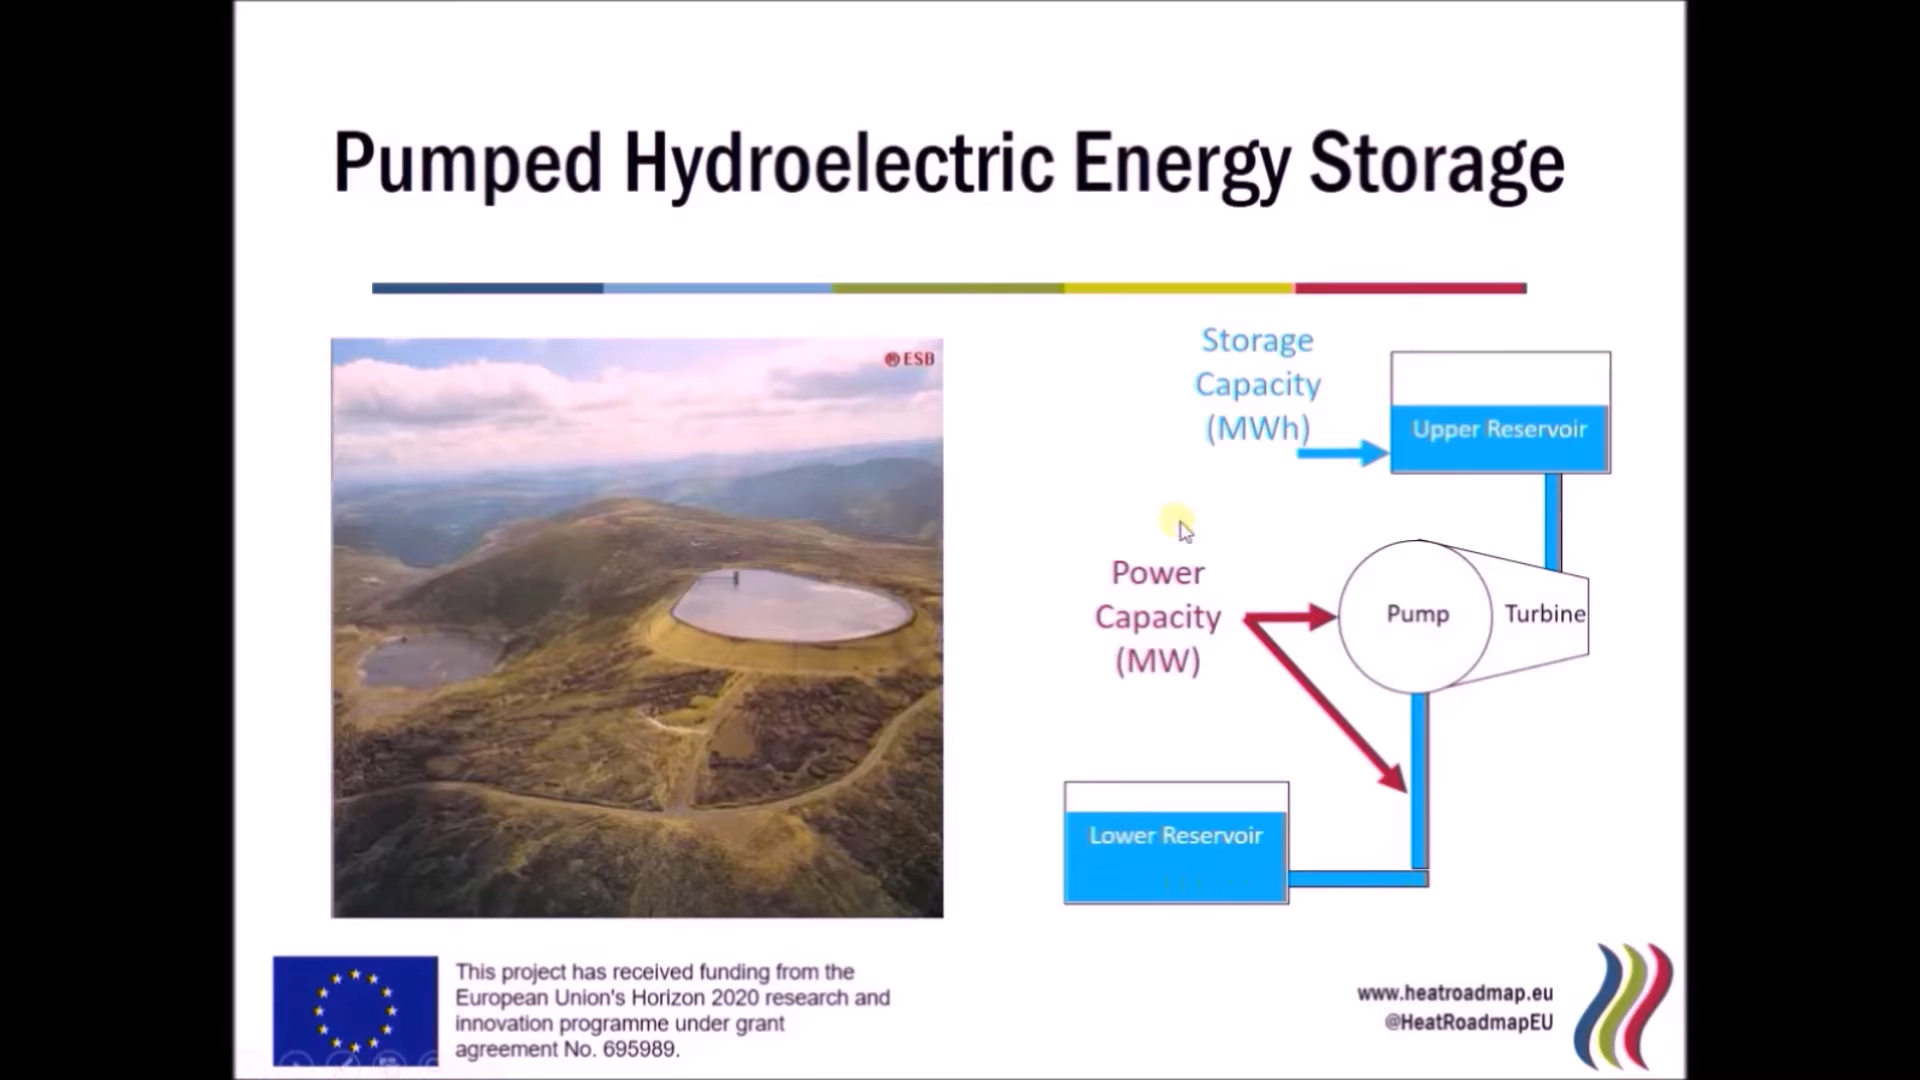 Pumped Hydroelectric Energy Storage
ESB
Storage
Capacity
(MWh)
Upper Reservoir
Power
Capacity
(MW)
Pump
Turbine
Lower Reservoir
This project has received funding from the
European Union's Horizon 2020 research and
innovation programme under grant
agreement No. 695989.
www.heatroadmap.eu
@HeatRoadmapEU